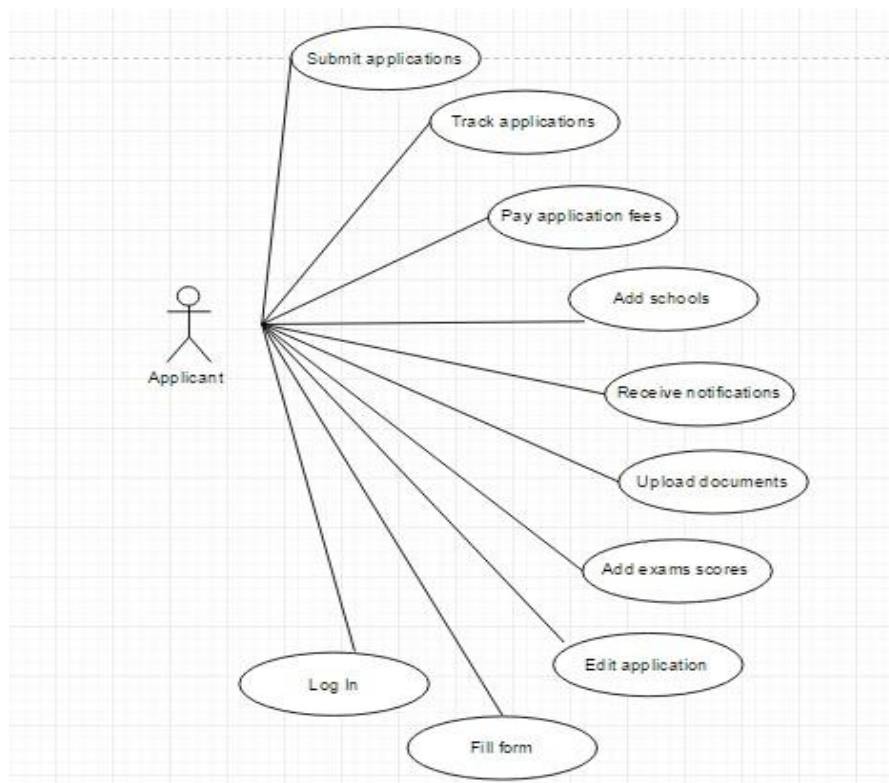 Submit applications
Track applications
Pay application fees
Add schools
Applicant
Receive notifications
Upload documents
Add exams scores
Edit application
Log In
Fill form